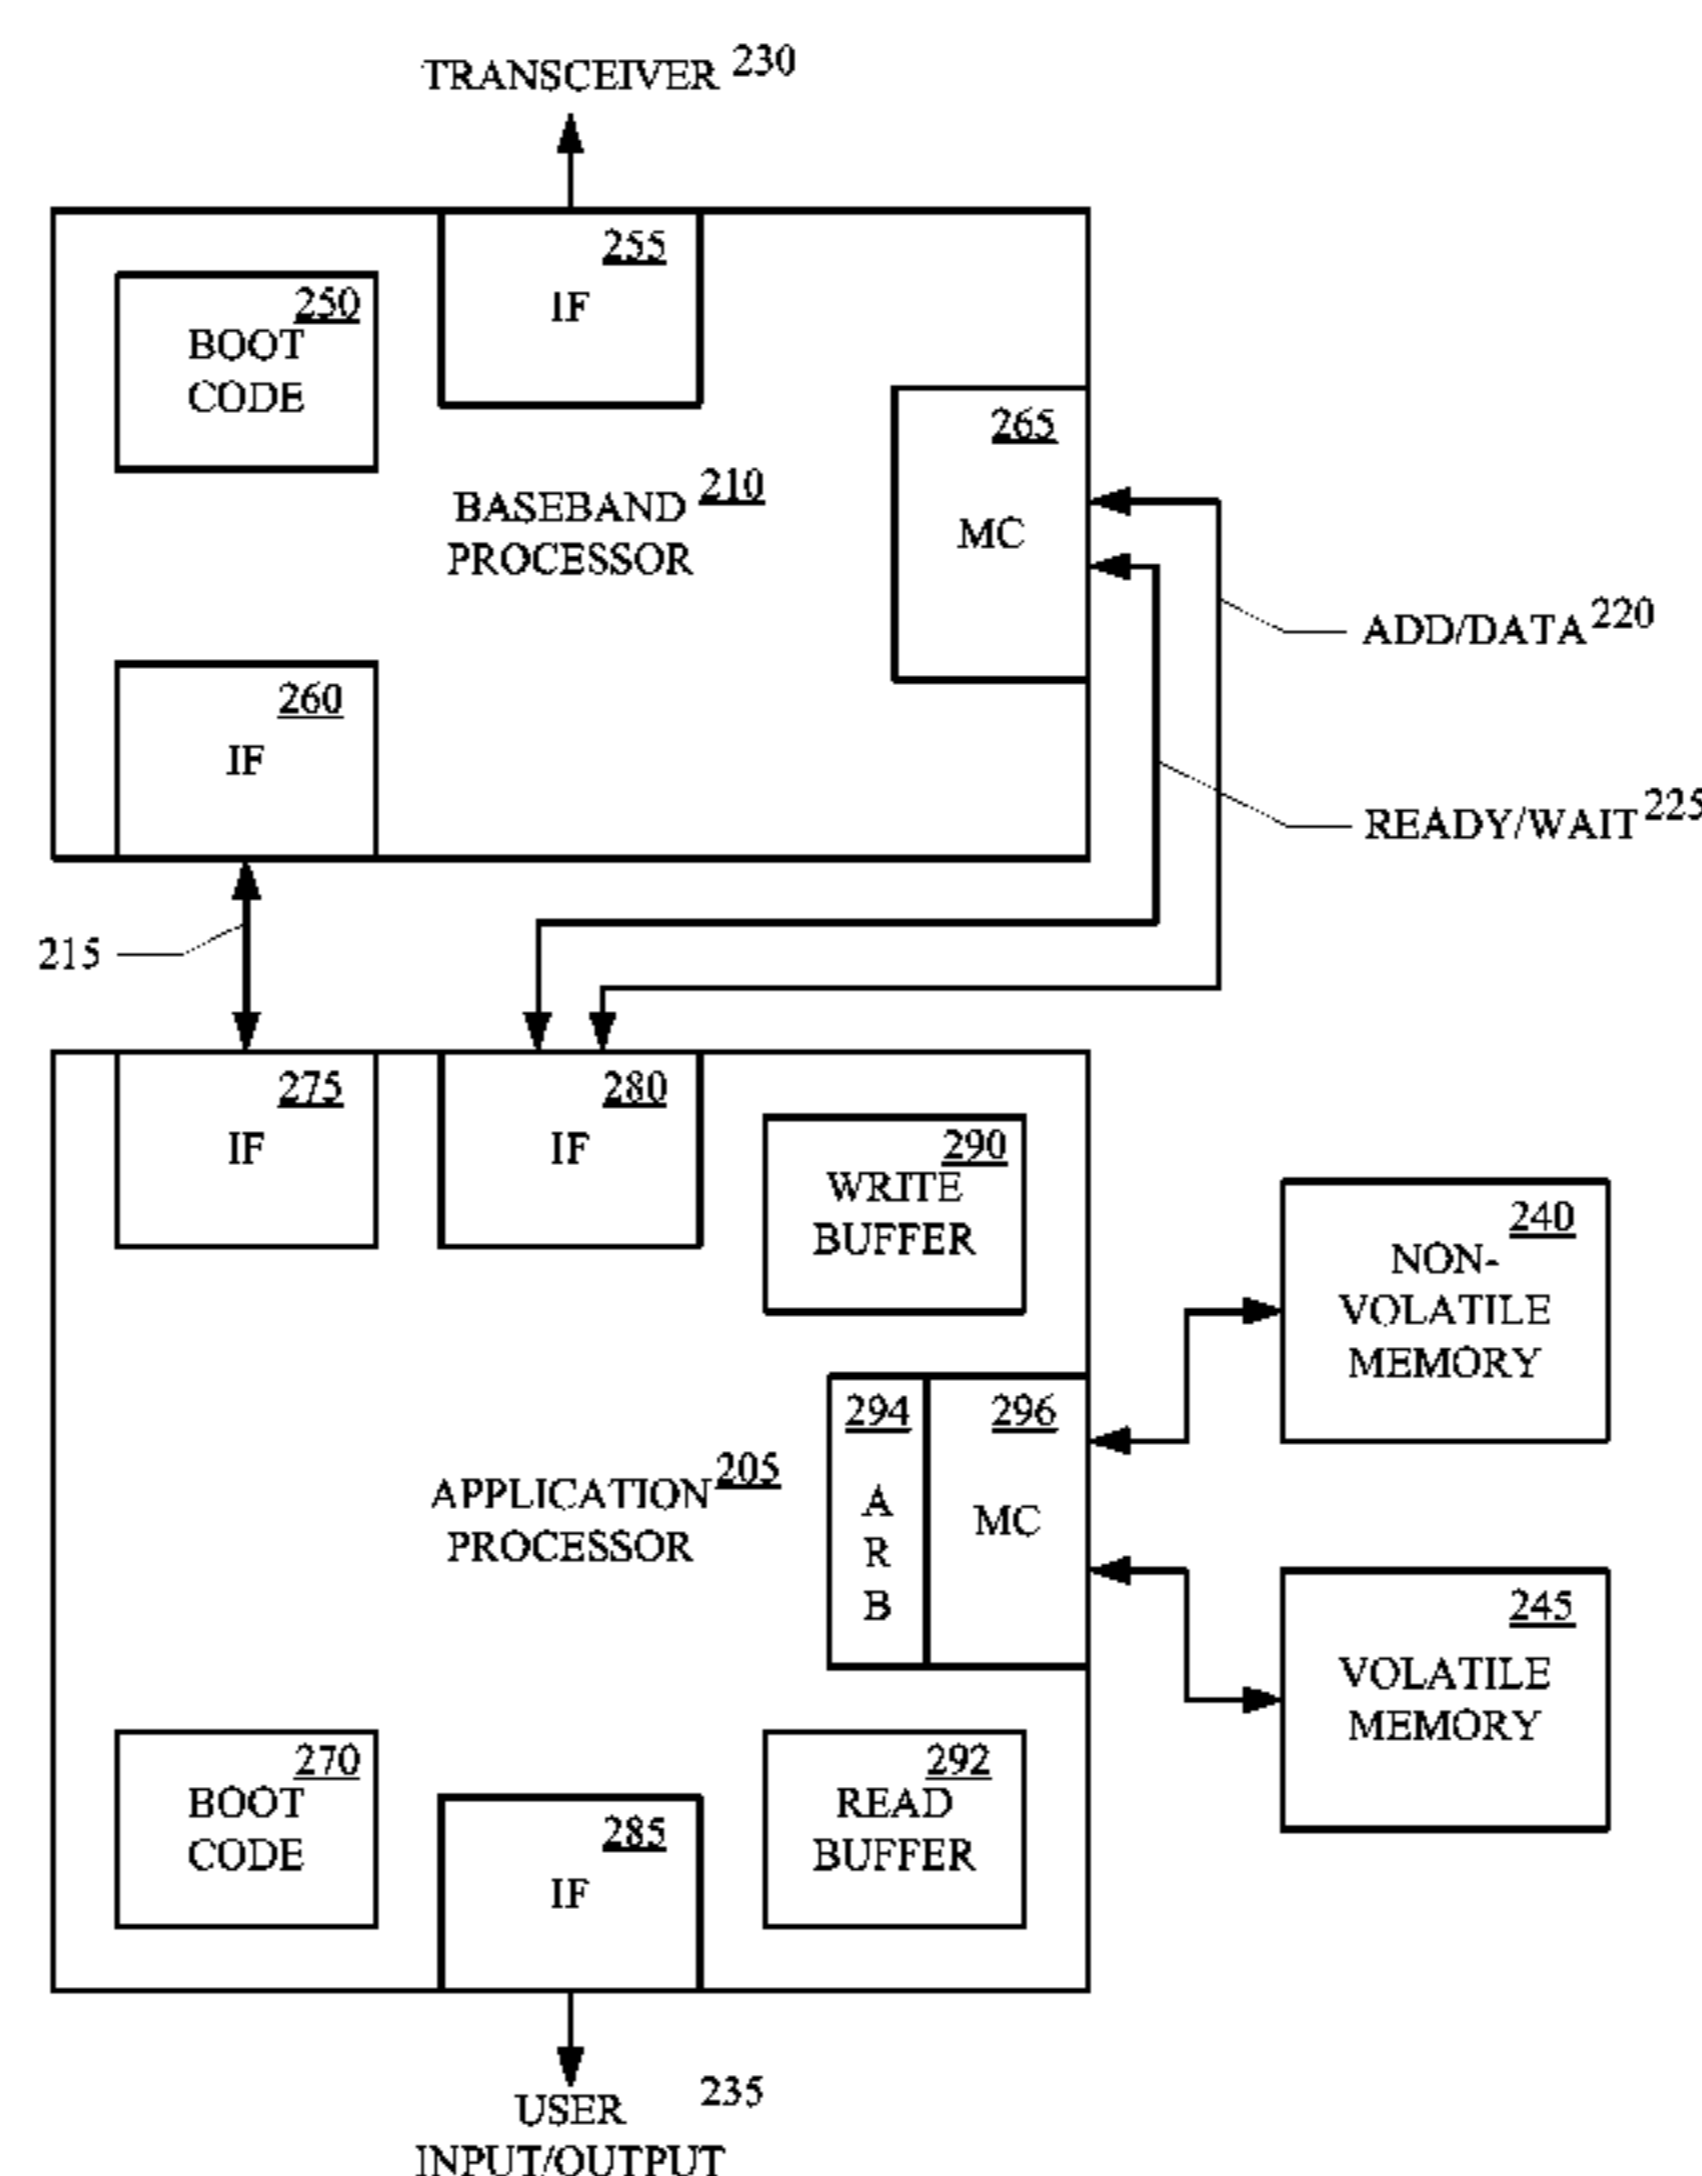 TRANSCEIVER 230
255
IF
250
BOOT
CODE
265
MC
BASEBAND 210
PROCESSOR
ADD/DATA 220
260
IF
READY/WAIT 225
215
275
IF
280
IF
290
WRITE
BUFFER
240
NON-
VOLATILE
MEMORY
294
A
R
B
296
MC
APPLICATION 205
PROCESSOR
245
VOLATILE
MEMORY
270
BOOT
CODE
285
IF
292
READ
BUFFER
USER 235
INPUT/OUTPUT